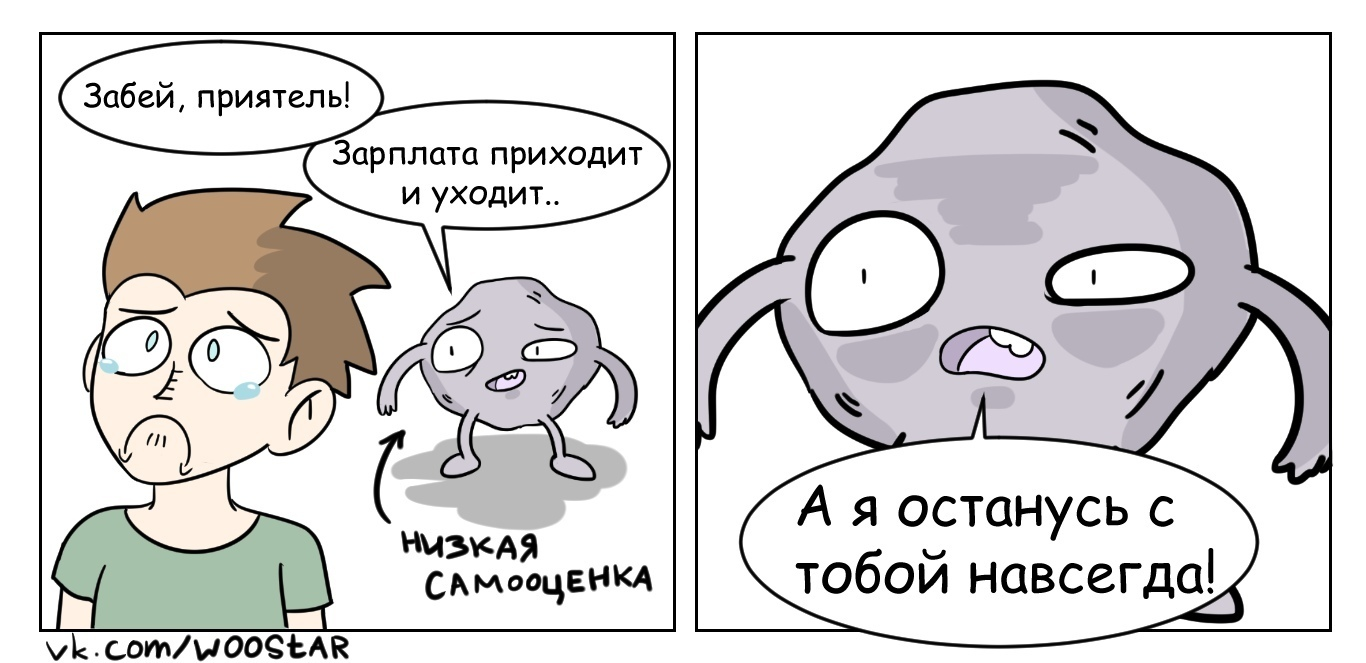 Забей, приятель!
Зарплата приходит
и уходит..
НИЗКАЯ
САМООЦЕНКА
А я останусь с
тобой навсегда!
vk.com/WOOStAR